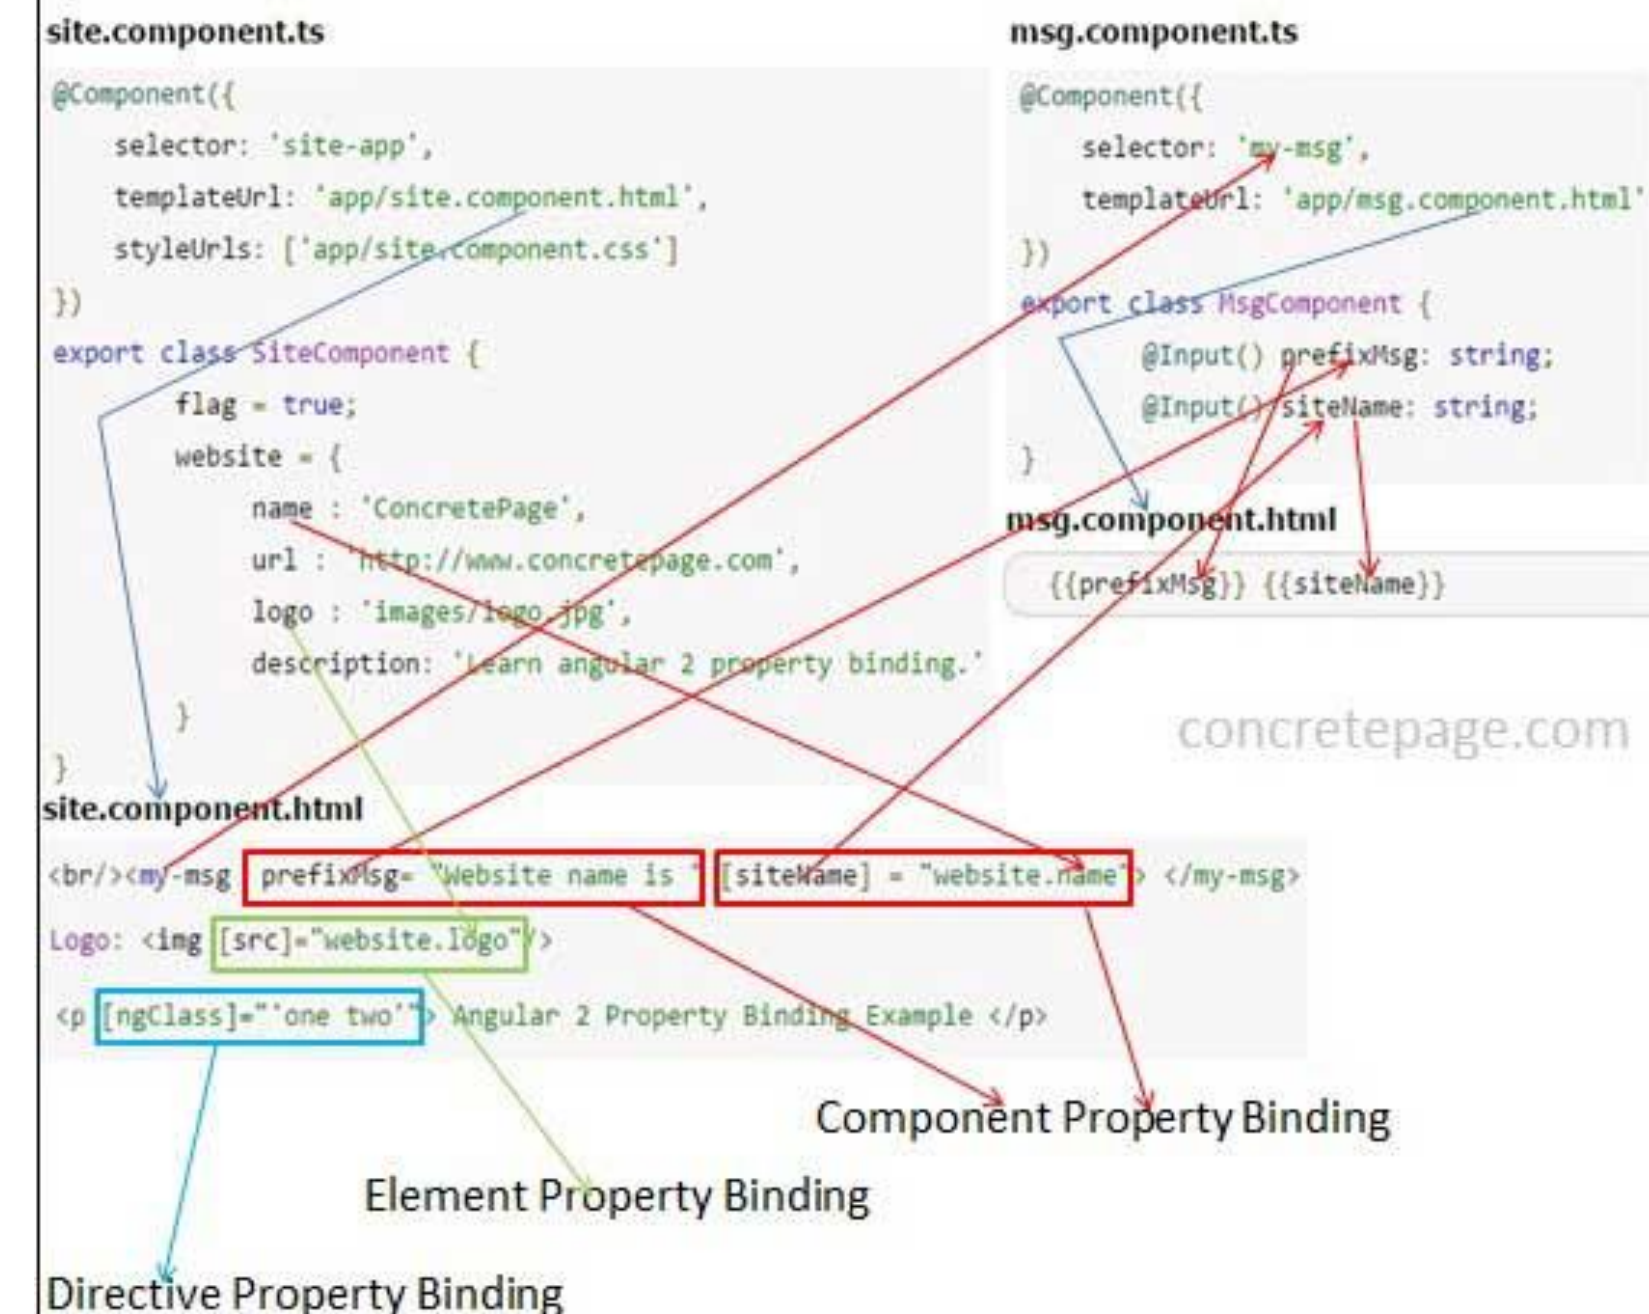 site.component.ts
@Component({
selector: 'site-app',
templateUrl: 'app/site.component.html',
styleUrls: ['app/site.component.css']
})
export class SiteComponent {
flag = true;
website = {
name : 'ConcretePage',
url : 'http://www.concretepage.com',
logo : 'images/logo.jpg',
description: 'Learn angular 2 property binding.'
}
}
site.component.html
<br/><my-msg prefixMsg= "Website name is " [siteName] = "website.name"> </my-msg>
Logo: <img [src]="website.logo"/>
<p [ngClass]="'one two'"> Angular 2 Property Binding Example </p>
msg.component.ts
@Component({
selector: 'my-msg',
templateUrl: 'app/msg.component.html'
})
export class MsgComponent {
@Input() prefixMsg: string;
@Input() siteName: string;
}
msg.component.html
{{prefixMsg}} {{siteName}}
concretepage.com
Component Property Binding
Element Property Binding
Directive Property Binding